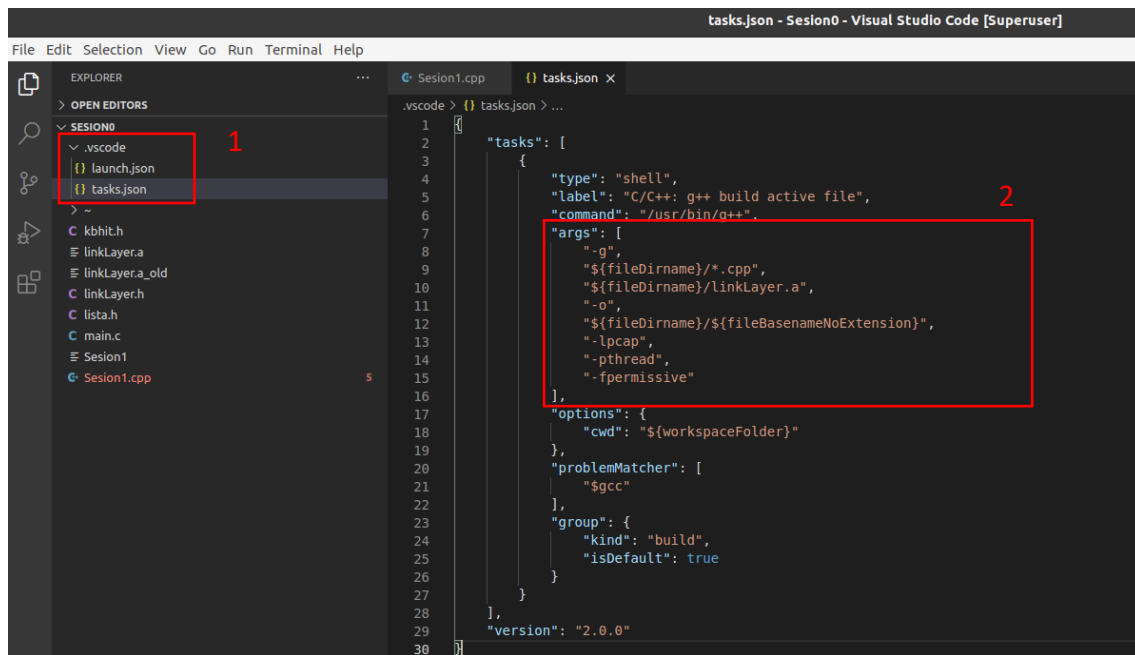 tasks.json - Sesion0 - Visual Studio Code [Superuser]
File Edit Selection View Go Run Terminal Help
EXPLORER ...
Sesion1.cpp
{} tasks.json ×
> OPEN EDITORS
.vscode > {} tasks.json > ...
SESION0
.vscode
1
{} launch.json
{} tasks.json
> ~
C kbhit.h
linkLayer.a
linkLayer.a_old
C linkLayer.h
C lista.h
C main.c
Sesion1
Sesion1.cpp 5
2
1 {
2 "tasks": [
3 {
4 "type": "shell",
5 "label": "C/C++: g++ build active file",
6 "command": "/usr/bin/g++",
7 "args": [
8 "-g",
9 "${fileDirname}/*.cpp",
10 "${fileDirname}/linkLayer.a",
11 "-o",
12 "${fileDirname}/${fileBasenameNoExtension}",
13 "-lpcap",
14 "-pthread",
15 "-fpermissive"
16 ],
17 "options": {
18 "cwd": "${workspaceFolder}"
19 },
20 "problemMatcher": [
21 "$gcc"
22 ],
23 "group": {
24 "kind": "build",
25 "isDefault": true
26 }
27 }
28 ],
29 "version": "2.0.0"
30 }